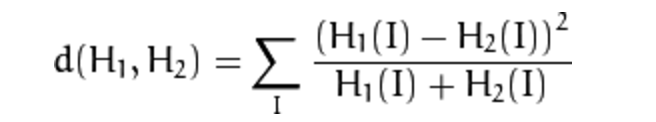 d(H₁, H₂) = ∑_I (H₁(I) − H₂(I))² / (H₁(I) + H₂(I))